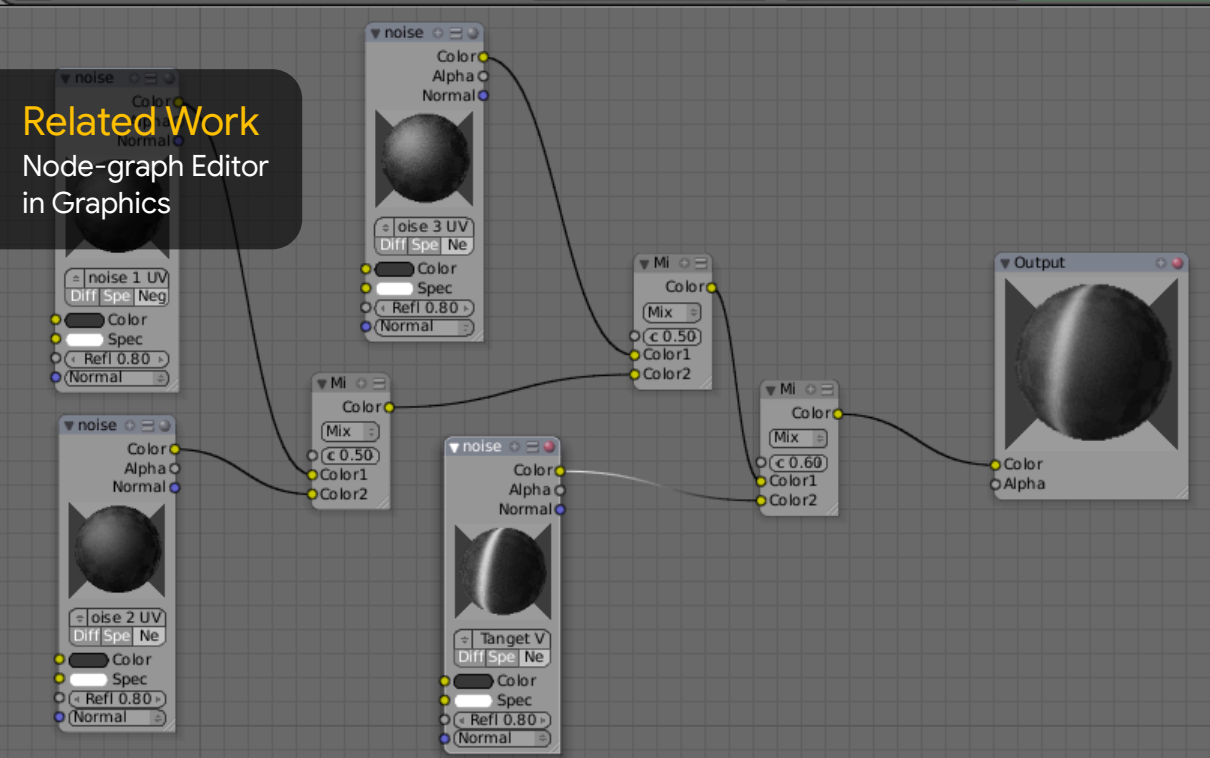 Related Work
Node-graph Editor
in Graphics
noise
Color
Alpha
Normal
noise 1 UV
Diff Spe Neg
Color
Spec
Refl 0.80
Normal
noise
Color
Alpha
Normal
oise 3 UV
Diff Spe Ne
Color
Spec
Refl 0.80
Normal
noise
Color
Alpha
Normal
oise 2 UV
Diff Spe Ne
Color
Spec
Refl 0.80
Normal
Mi
Color
Mix
0.50
Color1
Color2
noise
Color
Alpha
Normal
Tanget V
Diff Spe Ne
Color
Spec
Refl 0.80
Normal
Mi
Color
Mix
0.50
Color1
Color2
Mi
Color
Mix
0.60
Color1
Color2
Output
Color
Alpha